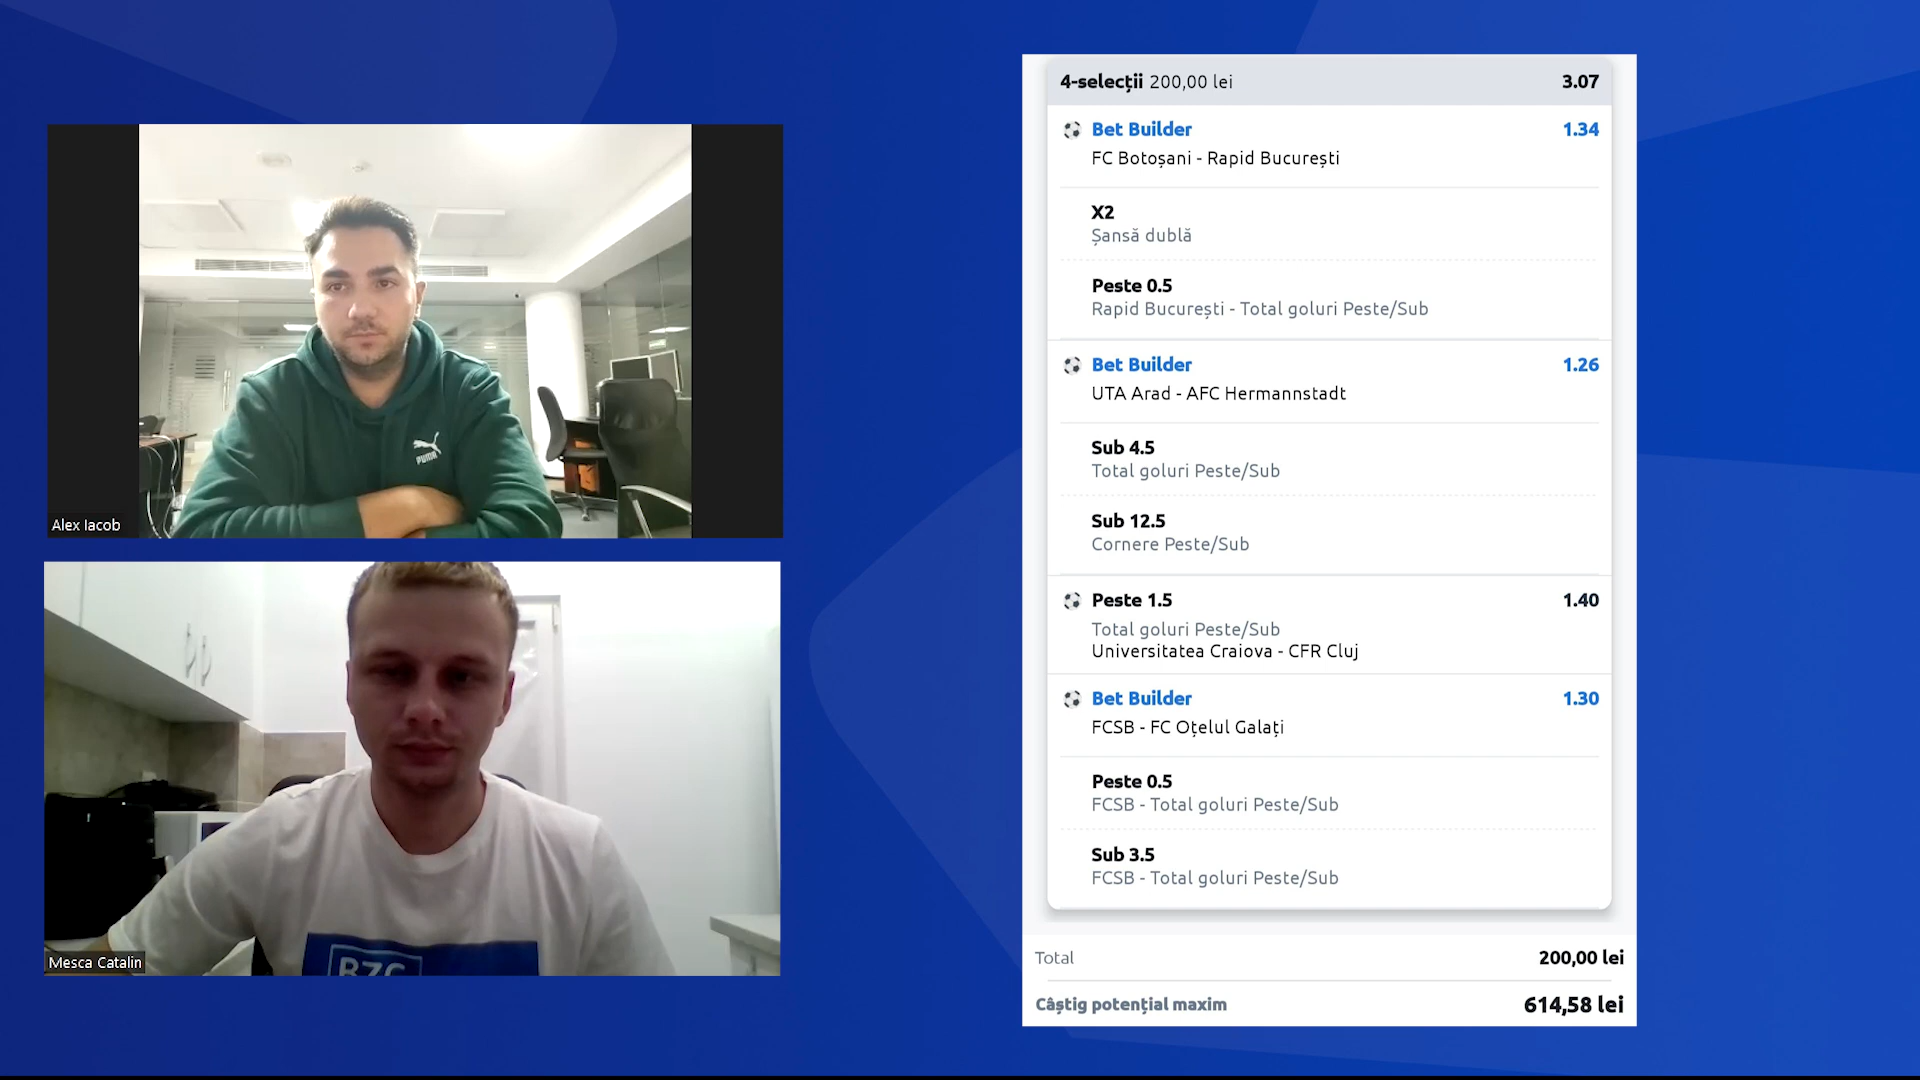 PUMA
Alex Iacob
BZC
Mesca Catalin
4-selecții 200,00 lei 3.07
Bet Builder 1.34
FC Botoșani - Rapid București
X2
Șansă dublă
Peste 0.5
Rapid București - Total goluri Peste/Sub
Bet Builder 1.26
UTA Arad - AFC Hermannstadt
Sub 4.5
Total goluri Peste/Sub
Sub 12.5
Cornere Peste/Sub
Peste 1.5 1.40
Total goluri Peste/Sub
Universitatea Craiova - CFR Cluj
Bet Builder 1.30
FCSB - FC Oțelul Galați
Peste 0.5
FCSB - Total goluri Peste/Sub
Sub 3.5
FCSB - Total goluri Peste/Sub
Total 200,00 lei
Câștig potențial maxim 614,58 lei